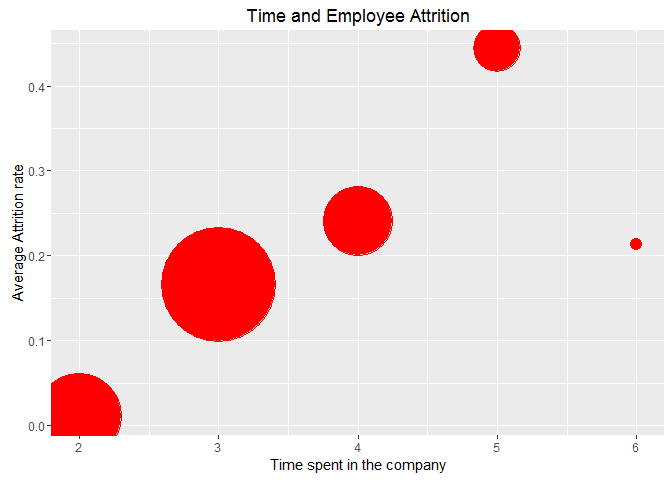 Time and Employee Attrition
Average Attrition rate
0.4
0.3
0.2
0.1
0.0
2 3 4 5 6
Time spent in the company